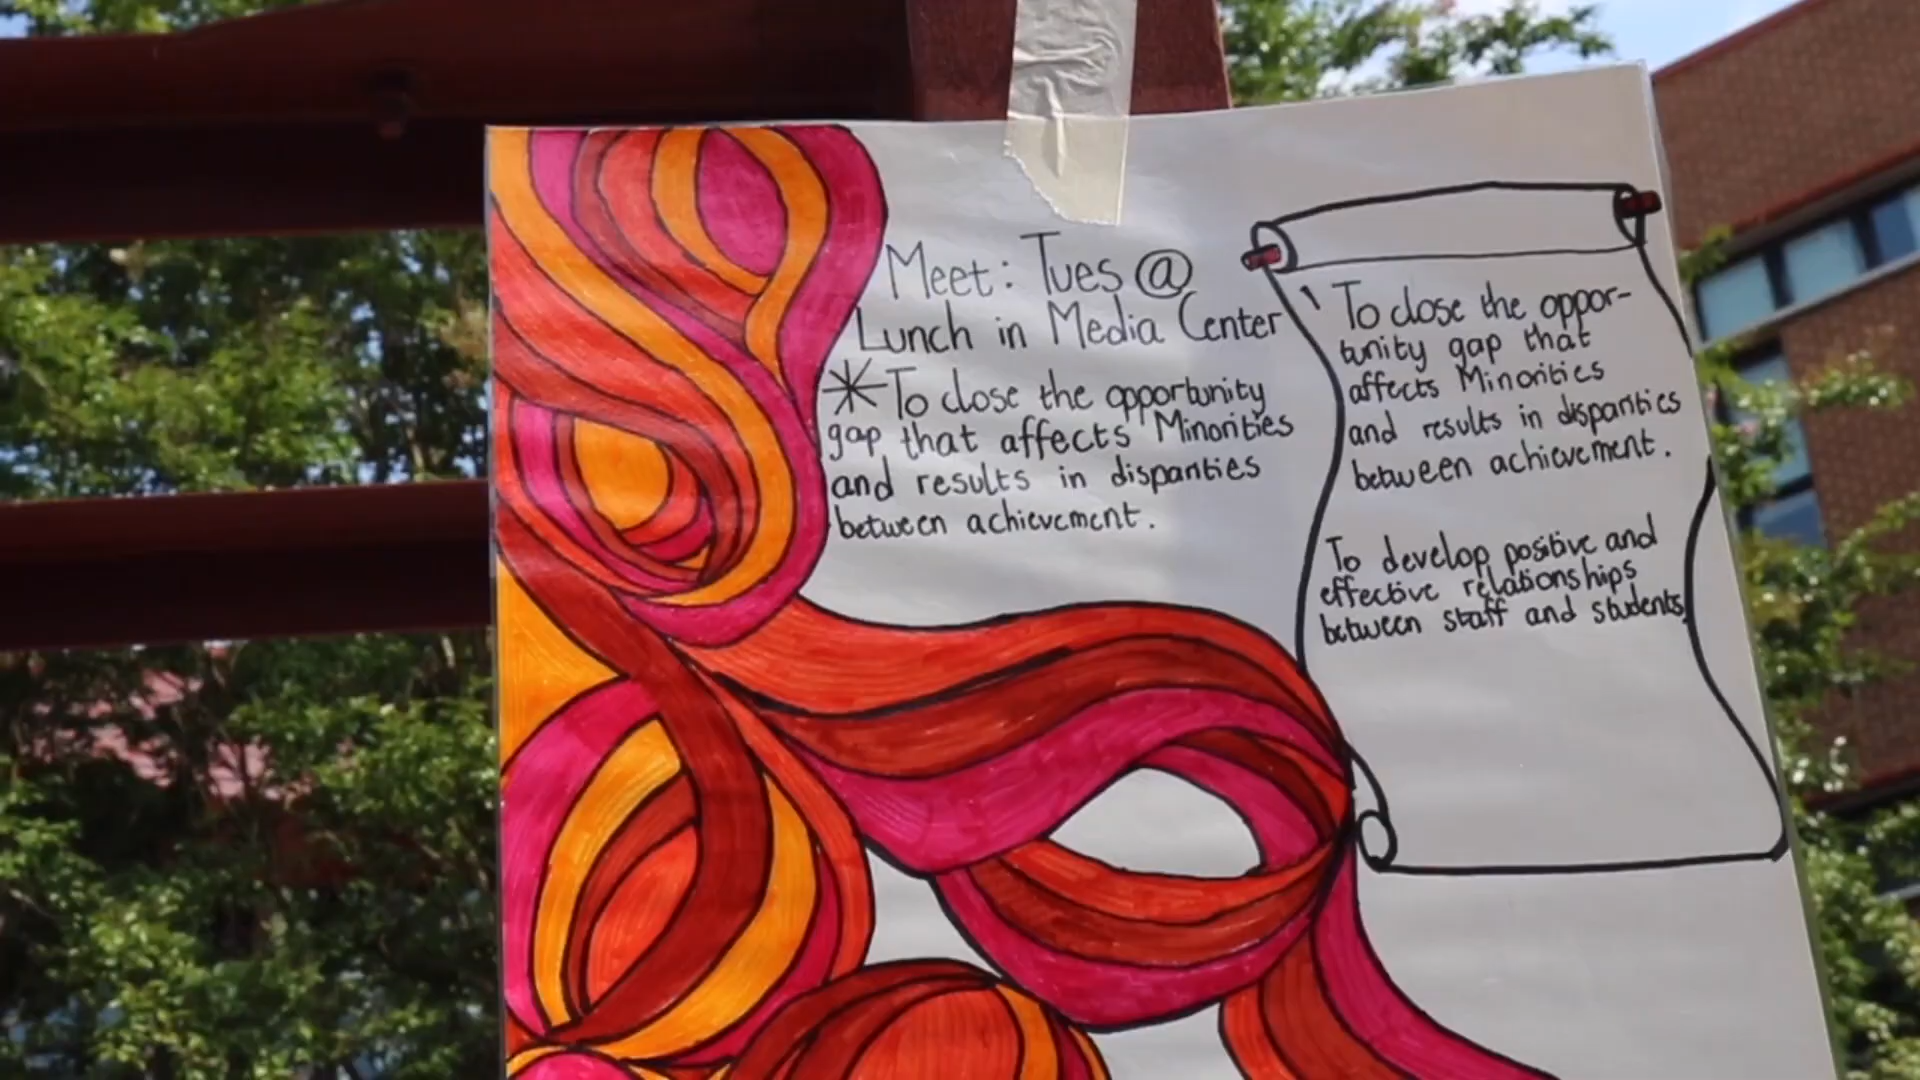 Meet: Tues @
Lunch in Media Center
To close the opportunity
gap that affects Minorities
and results in disparities
between achievement.
To close the oppor-
tunity gap that
affects Minorities
and results in disparities
between achievement.
To develop positive and
effective relationships
between staff and students